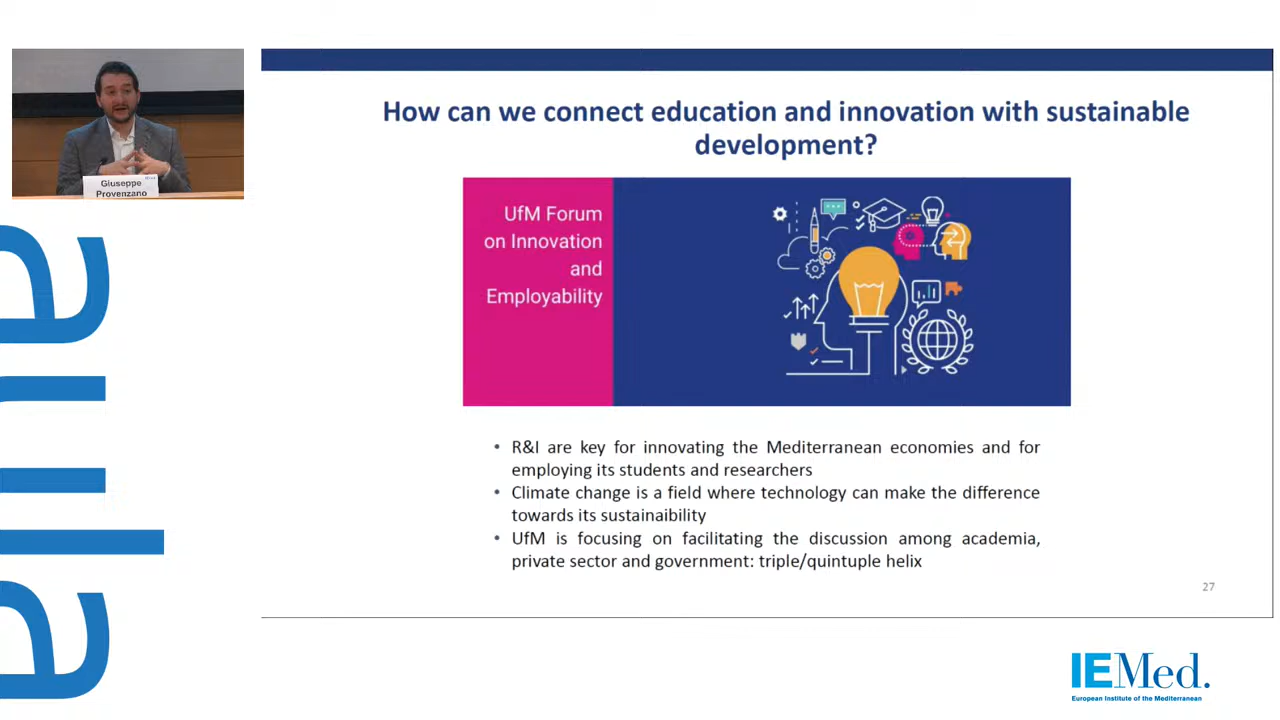 Giuseppe
Provenzano
aula
How can we connect education and innovation with sustainable
development?
UfM Forum
on Innovation
and
Employability
• R&I are key for innovating the Mediterranean economies and for
employing its students and researchers
• Climate change is a field where technology can make the difference
towards its sustainaibility
• UfM is focusing on facilitating the discussion among academia,
private sector and government: triple/quintuple helix
27
IEMed.
European Institute of the Mediterranean